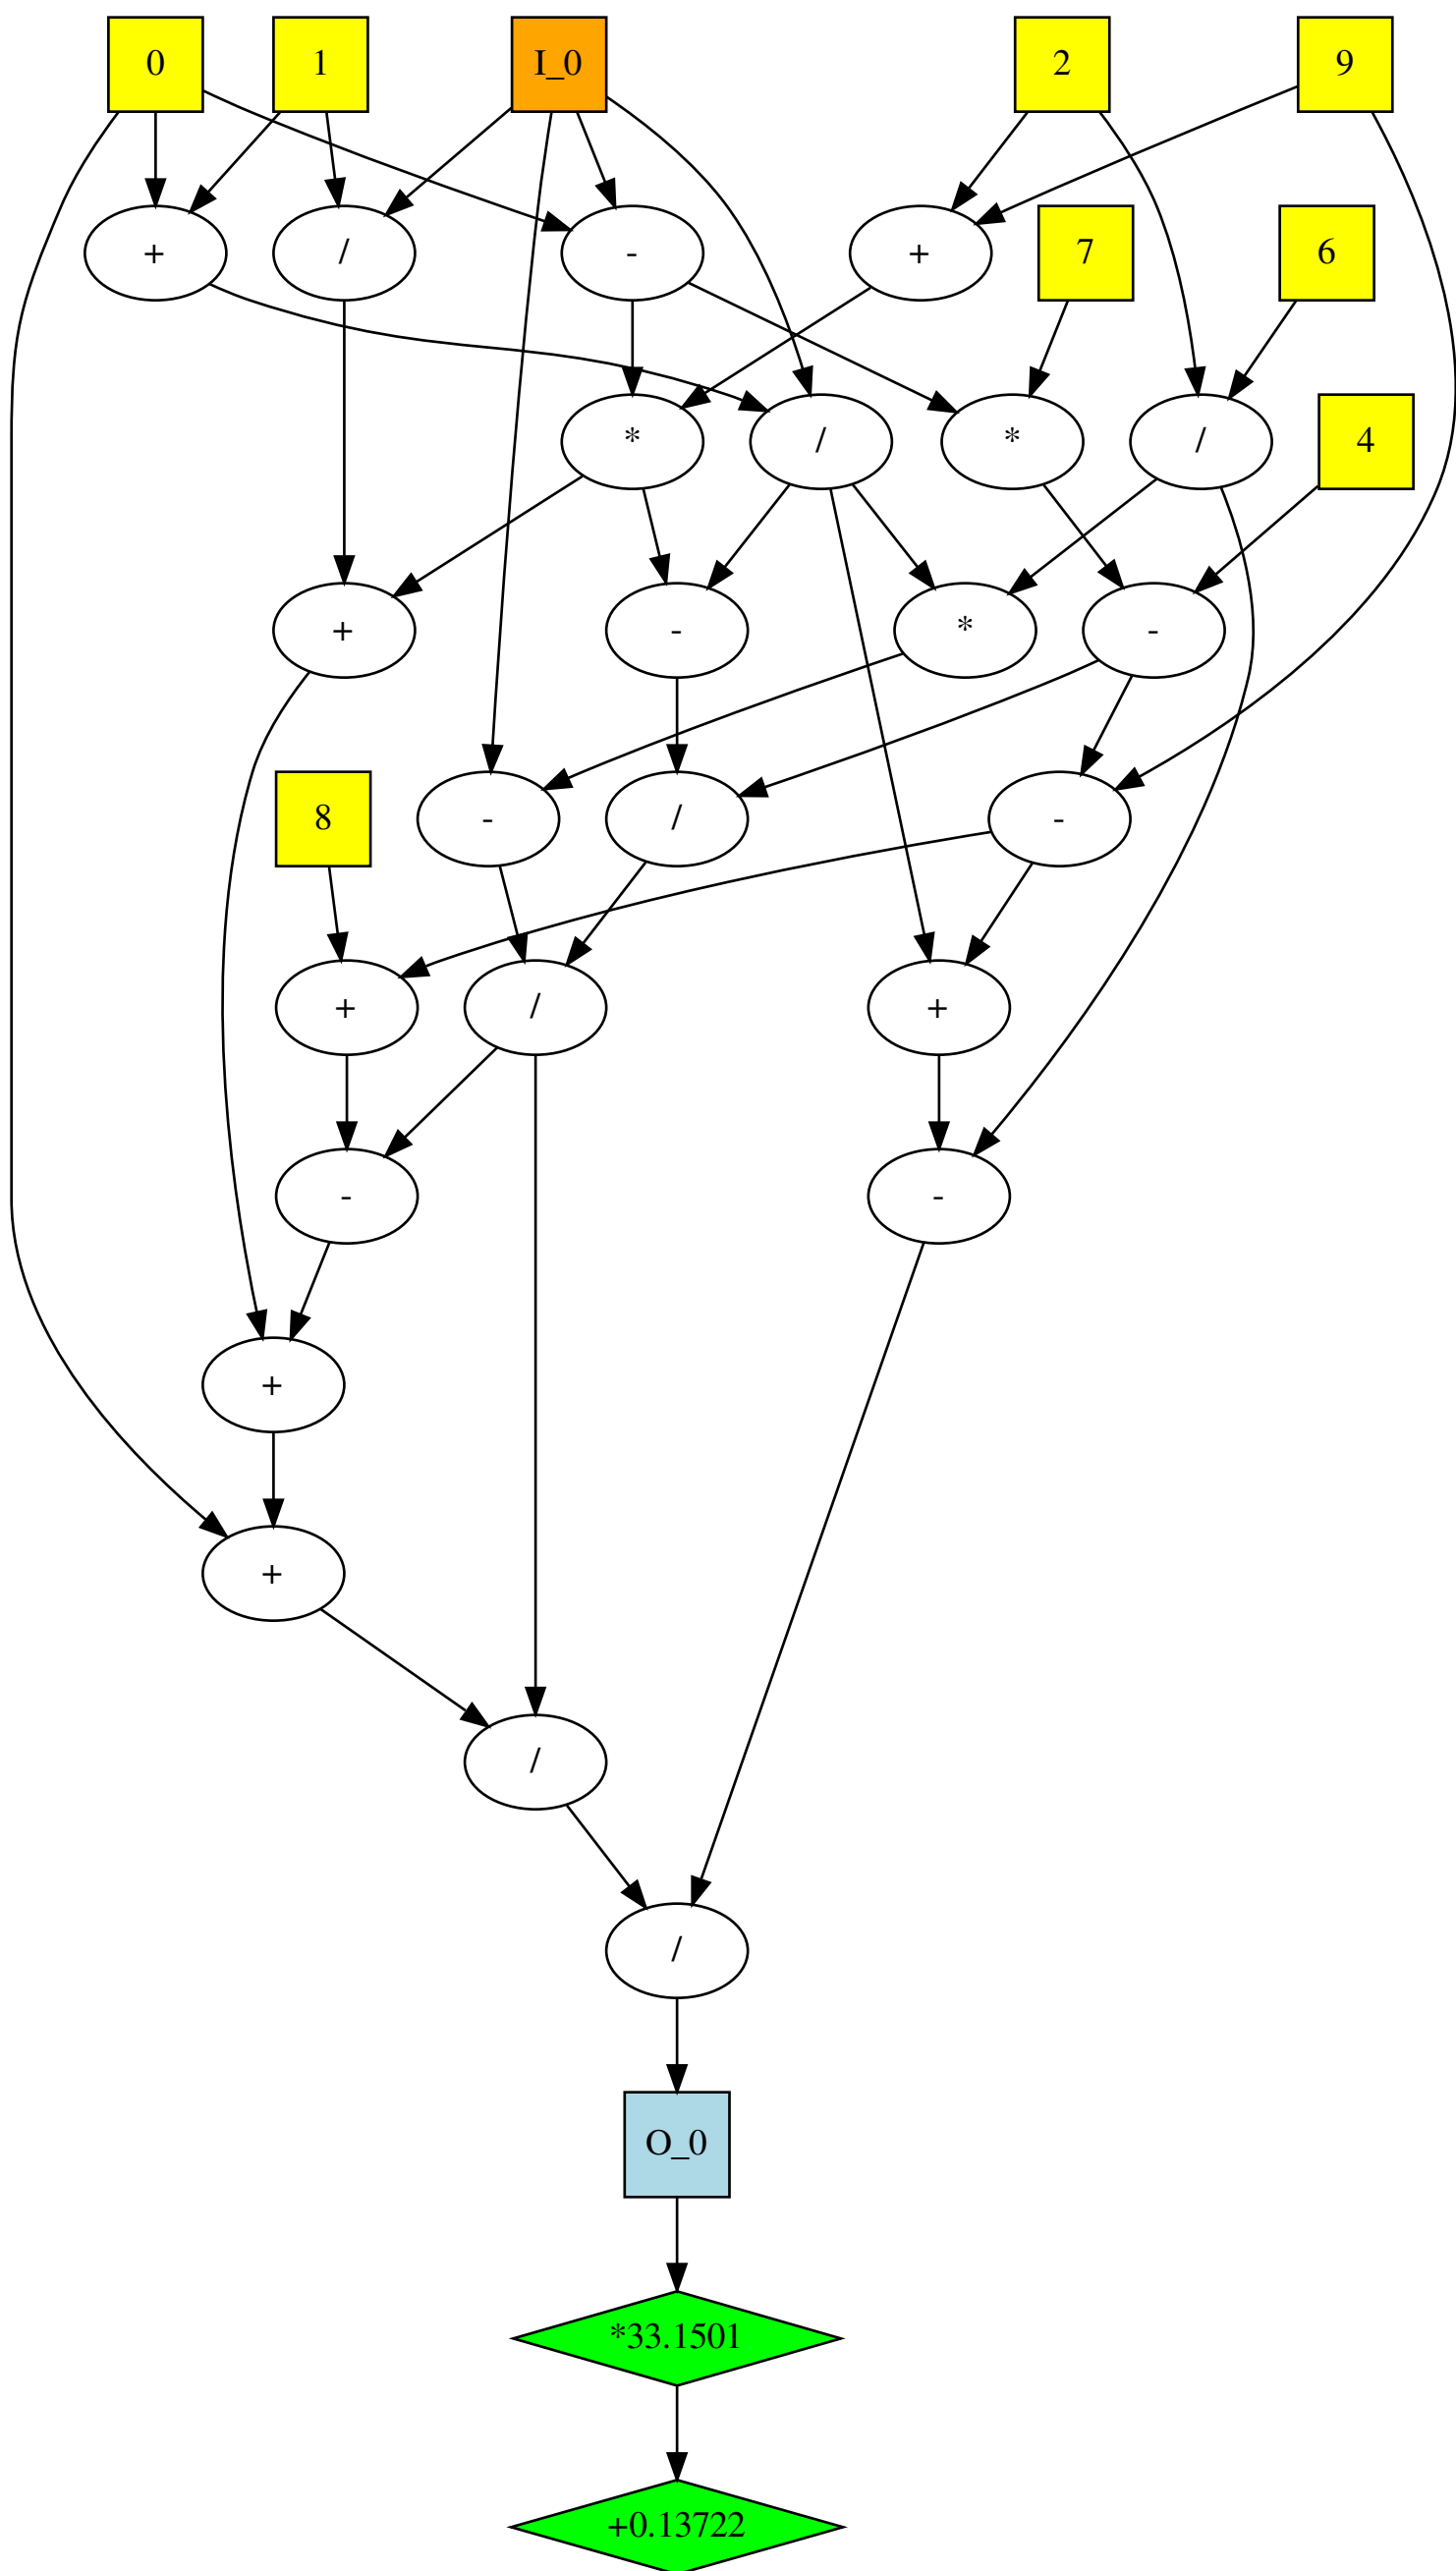 0 1 I_0 2 9
+ / - + 7 6
* / * / 4
+ - * -
8 - / -
+ / +
- -
+
+
/
/
O_0
*33.1501
+0.13722